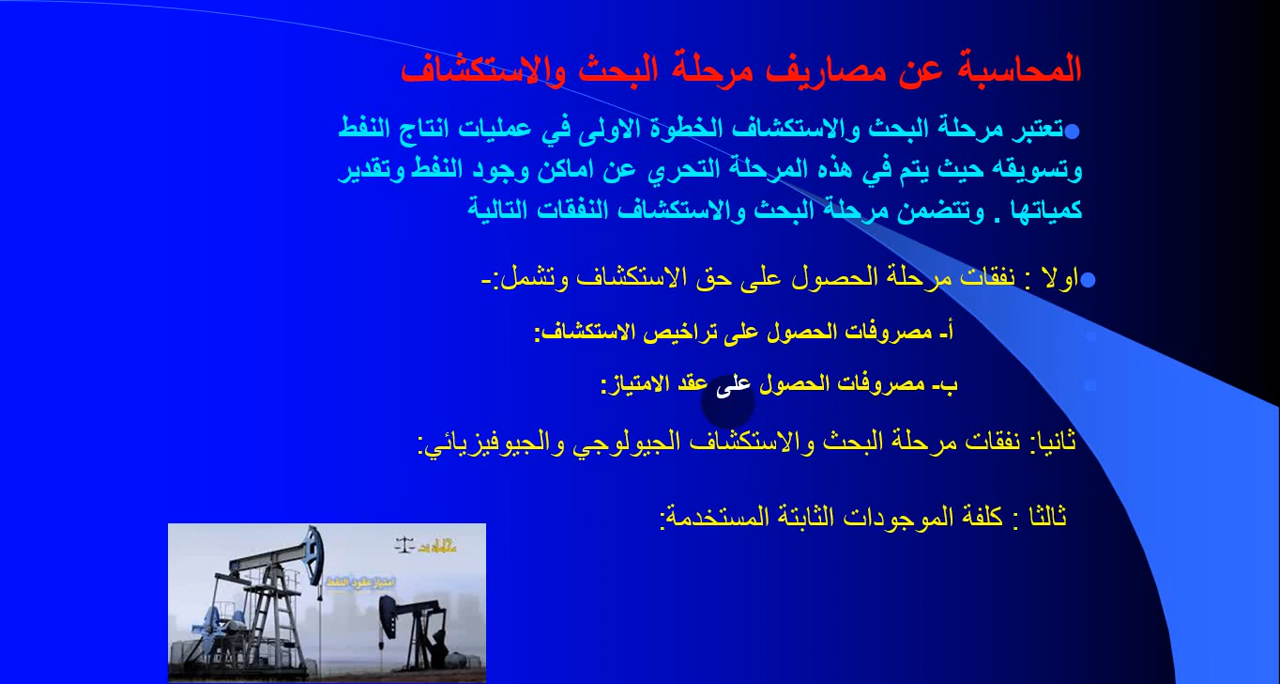 المحاسبة عن مصاريف مرحلة البحث والاستكشاف
تعتبر مرحلة البحث والاستكشاف الخطوة الاولى في عمليات انتاج النفط
وتسويقه حيث يتم في هذه المرحلة التحري عن اماكن وجود النفط وتقدير
كمياتها . وتتضمن مرحلة البحث والاستكشاف النفقات التالية
اولا : نفقات مرحلة الحصول على حق الاستكشاف وتشمل:-
أ- مصروفات الحصول على تراخيص الاستكشاف:
ب- مصروفات الحصول على عقد الامتياز:
ثانيا: نفقات مرحلة البحث والاستكشاف الجيولوجي والجيوفيزيائي:
ثالثا : كلفة الموجودات الثابتة المستخدمة:
امتياز عقود النفط